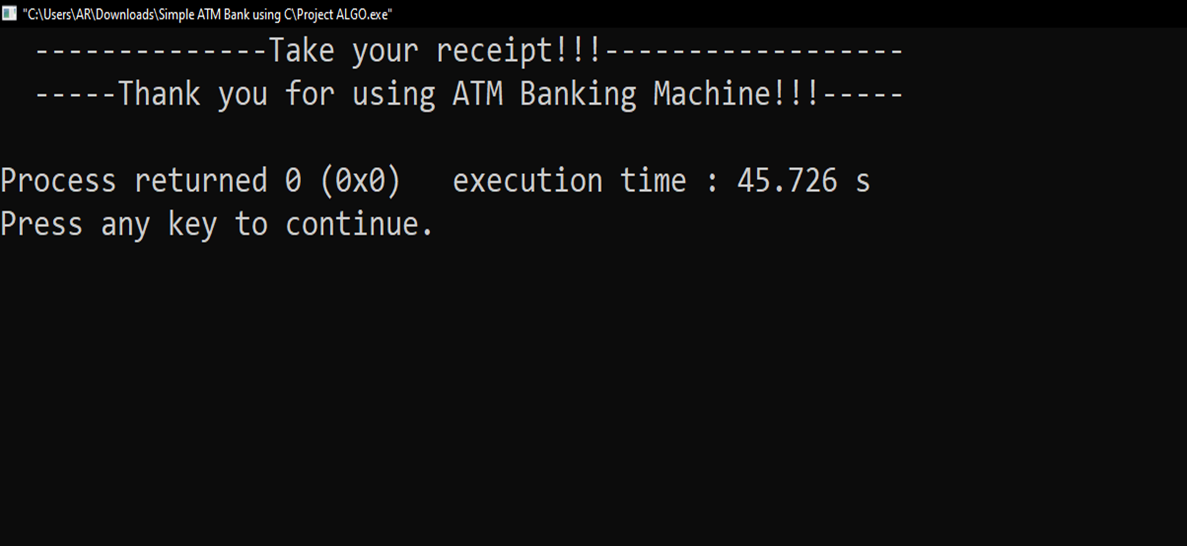 "C:\Users\AR\Downloads\Simple ATM Bank using C\Project ALGO.exe"
--------------Take your receipt!!!------------------
-----Thank you for using ATM Banking Machine!!!-----
Process returned 0 (0x0)   execution time : 45.726 s
Press any key to continue.